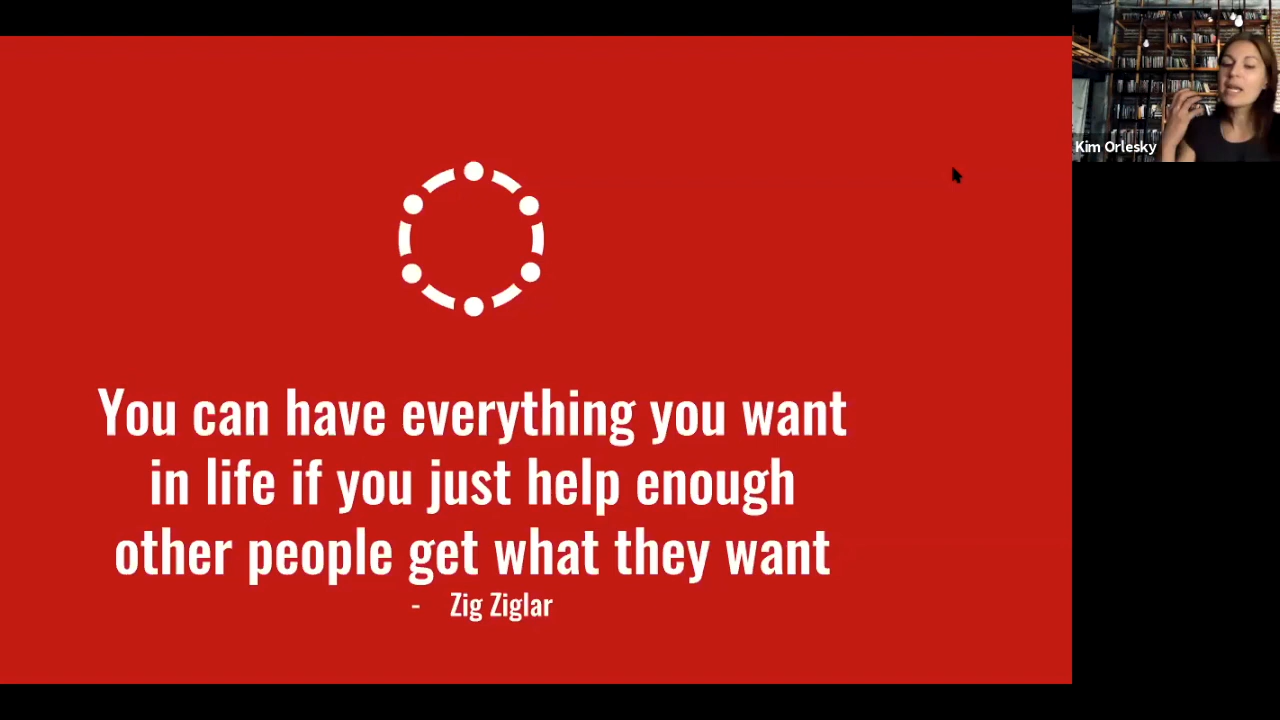 Kim Orlesky
You can have everything you want
in life if you just help enough
other people get what they want
- Zig Ziglar